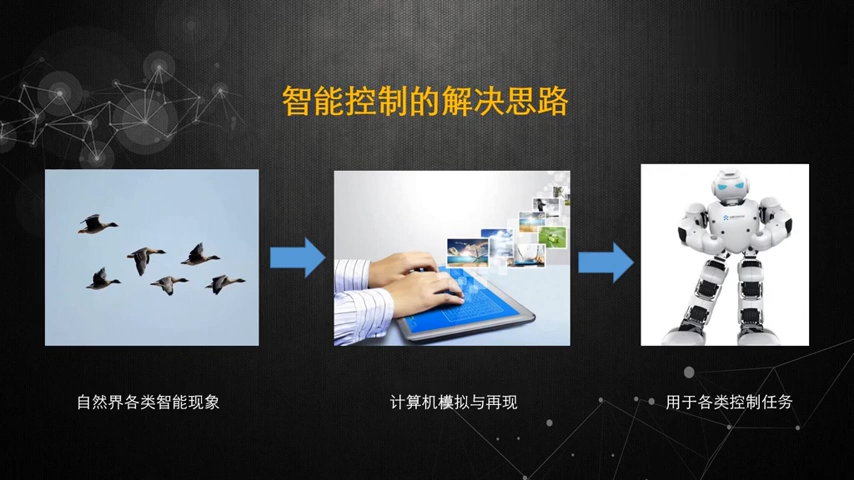 智能控制的解决思路
自然界各类智能现象
计算机模拟与再现
用于各类控制任务